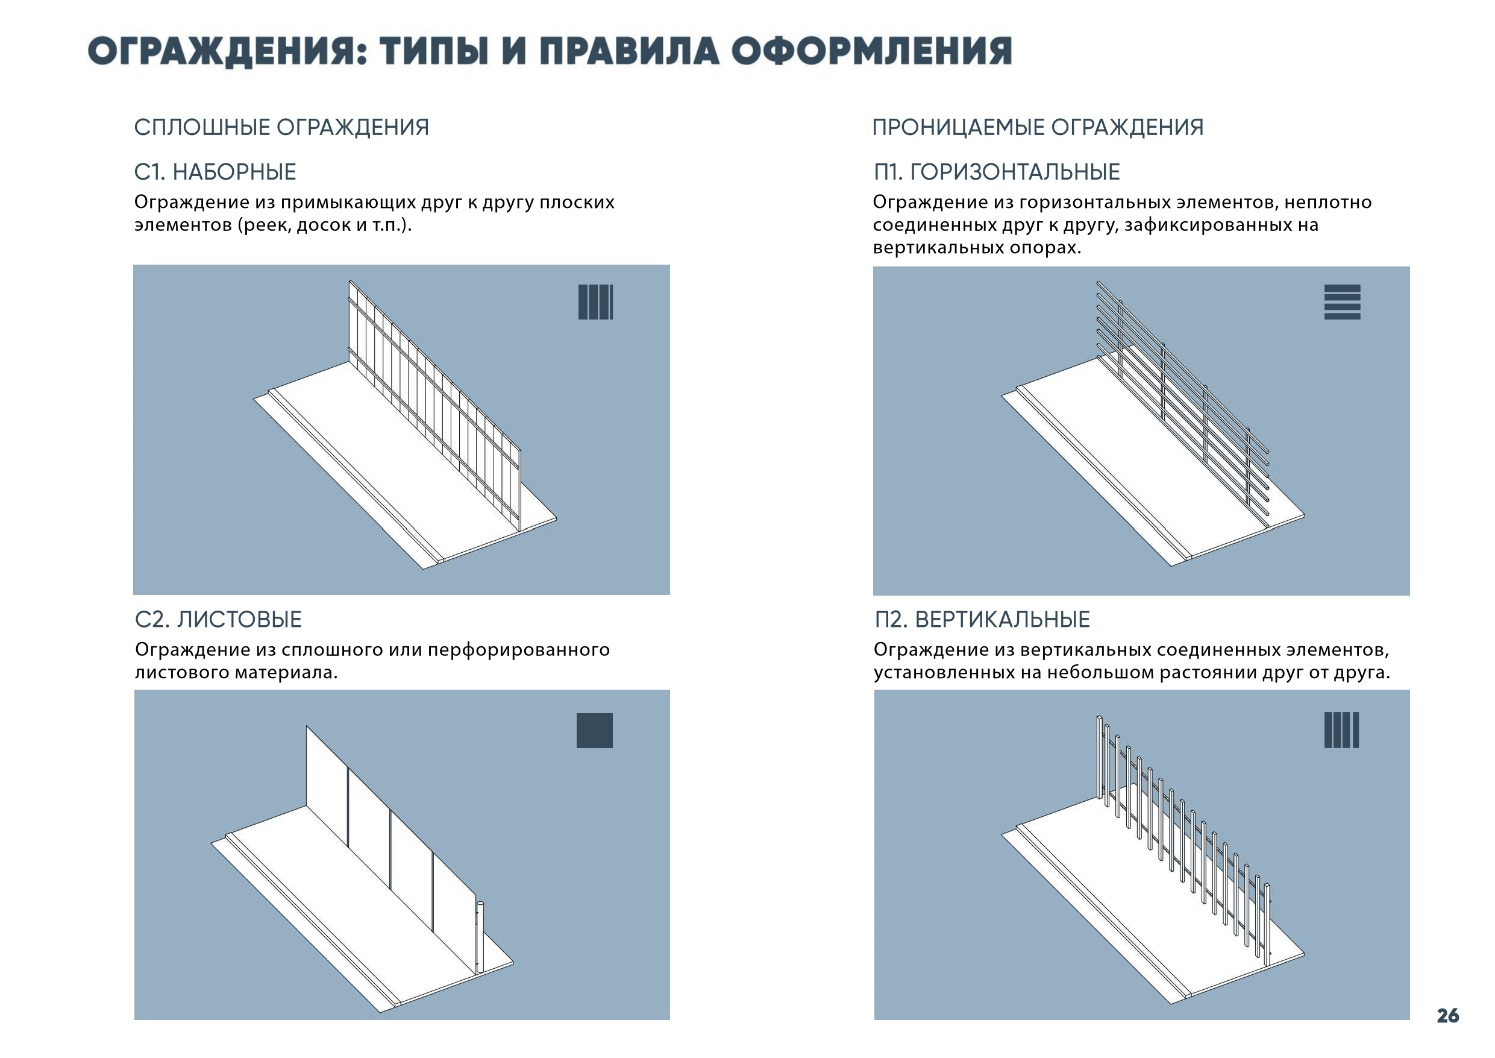 ОГРАЖДЕНИЯ: ТИПЫ И ПРАВИЛА ОФОРМЛЕНИЯ
СПЛОШНЫЕ ОГРАЖДЕНИЯ
С1. НАБОРНЫЕ
Ограждение из примыкающих друг к другу плоских
элементов (реек, досок и т.п.).
С2. ЛИСТОВЫЕ
Ограждение из сплошного или перфорированного
листового материала.
ПРОНИЦАЕМЫЕ ОГРАЖДЕНИЯ
П1. ГОРИЗОНТАЛЬНЫЕ
Ограждение из горизонтальных элементов, неплотно
соединенных друг к другу, зафиксированных на
вертикальных опорах.
П2. ВЕРТИКАЛЬНЫЕ
Ограждение из вертикальных соединенных элементов,
установленных на небольшом растоянии друг от друга.
26